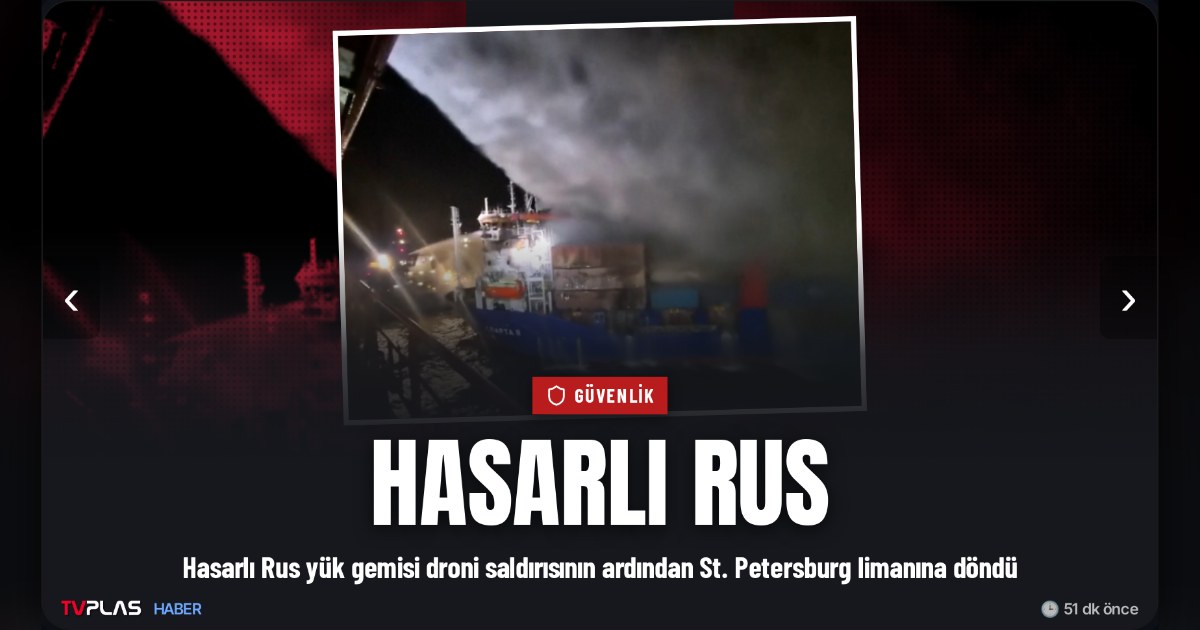 GÜVENLİK
HASARLI RUS
Hasarlı Rus yük gemisi droni saldırısının ardından St. Petersburg limanına döndü
TVPLAS HABER
51 dk önce